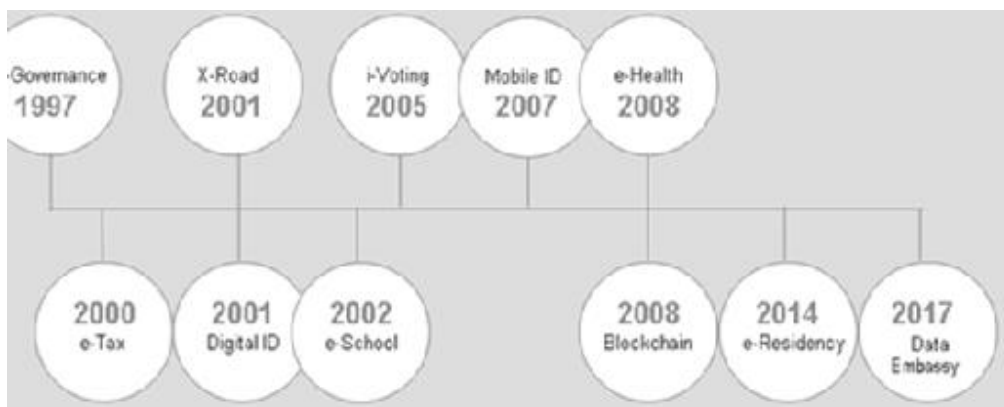 -Governance
1997
X-Road
2001
i-Voting
2005
Mobile ID
2007
e-Health
2008
2000
e-Tax
2001
Digital ID
2002
e-School
2008
Blockchain
2014
e-Residency
2017
Data
Embassy